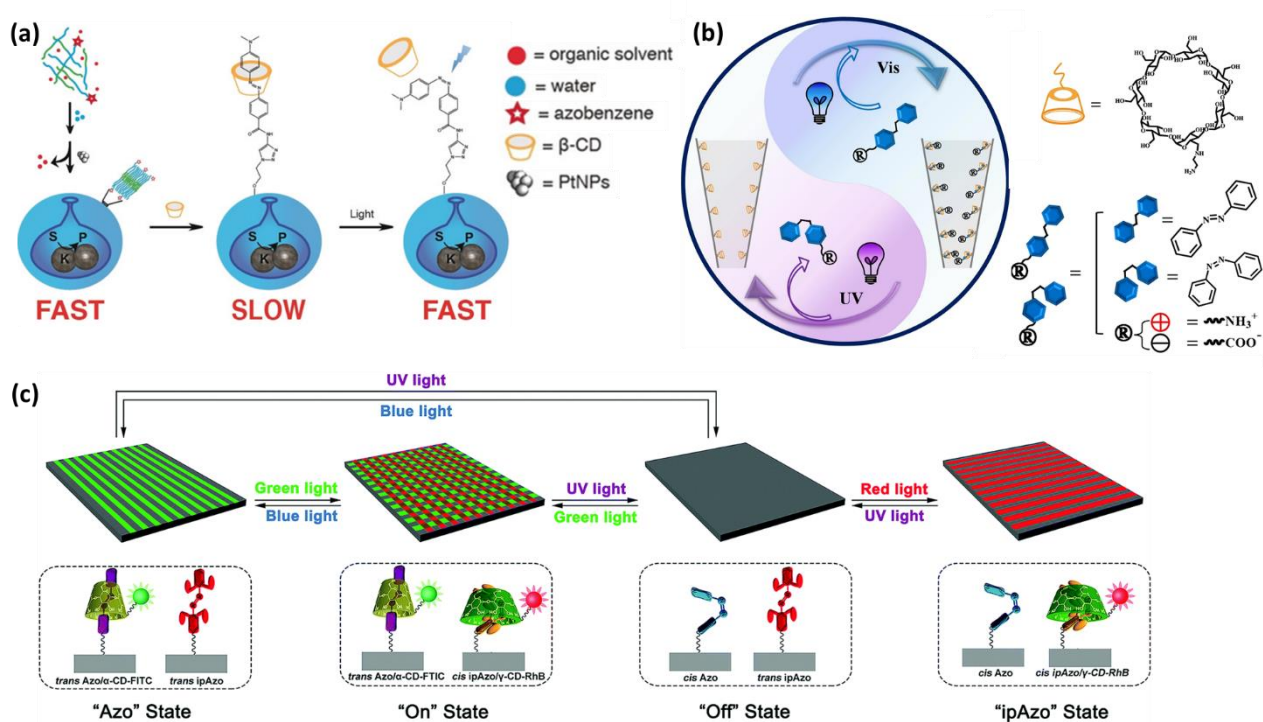 (a)
= organic solvent
= water
= azobenzene
= β-CD
= PtNPs
S
P
K
FAST
Light
S
P
K
SLOW
S
P
K
FAST
(b)
Vis
R
UV
R
= NH₃⁺
= COO⁻
(c)
UV light
Blue light
Green light
Blue light
UV light
Green light
Red light
UV light
trans Azo/α-CD-FITC
trans ipAzo
trans Azo/α-CD-FTIC
cis ipAzo/γ-CD-RhB
cis Azo
trans ipAzo
cis Azo
cis ipAzo/γ-CD-RhB
"Azo" State
"On" State
"Off" State
"ipAzo" State